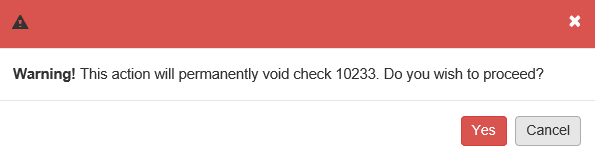 Warning! This action will permanently void check 10233. Do you wish to proceed?
Yes Cancel